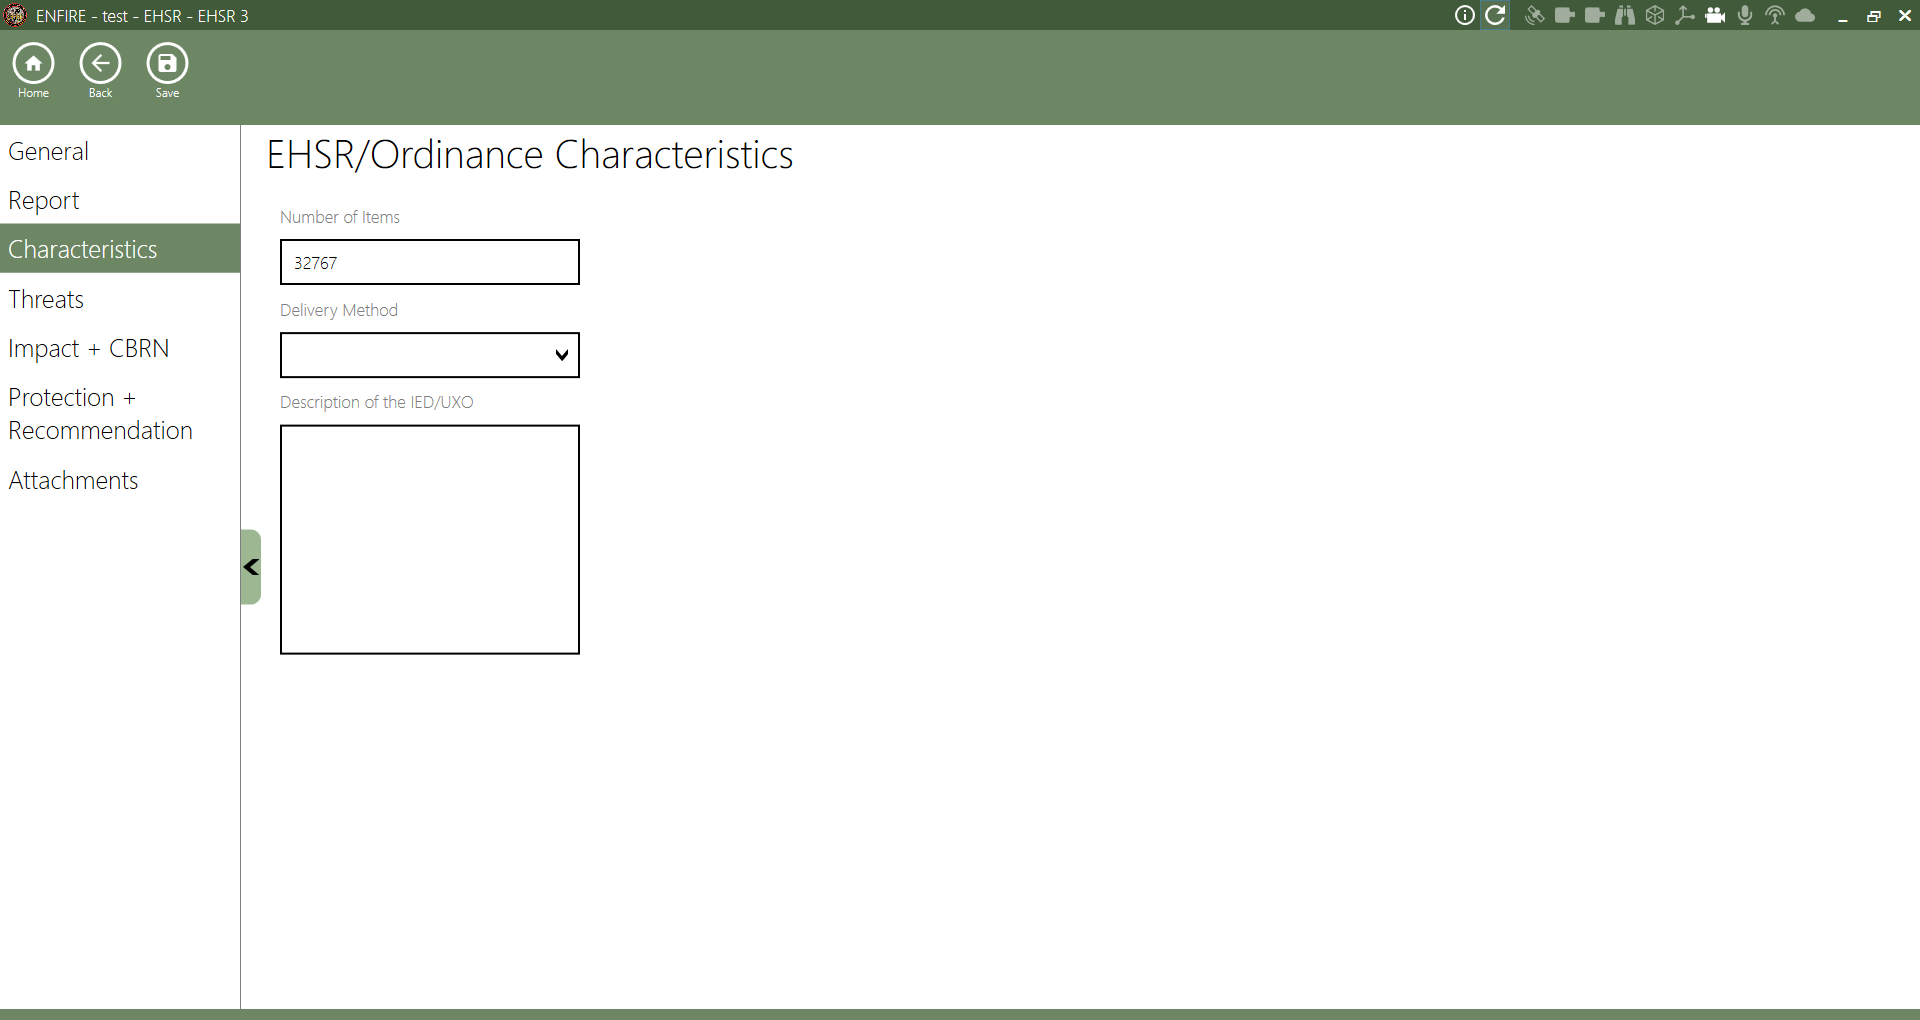 ENFIRE - test - EHSR - EHSR 3
Home
Back
Save
General
Report
Characteristics
Threats
Impact + CBRN
Protection +
Recommendation
Attachments
EHSR/Ordinance Characteristics
Number of Items
32767
Delivery Method
Description of the IED/UXO